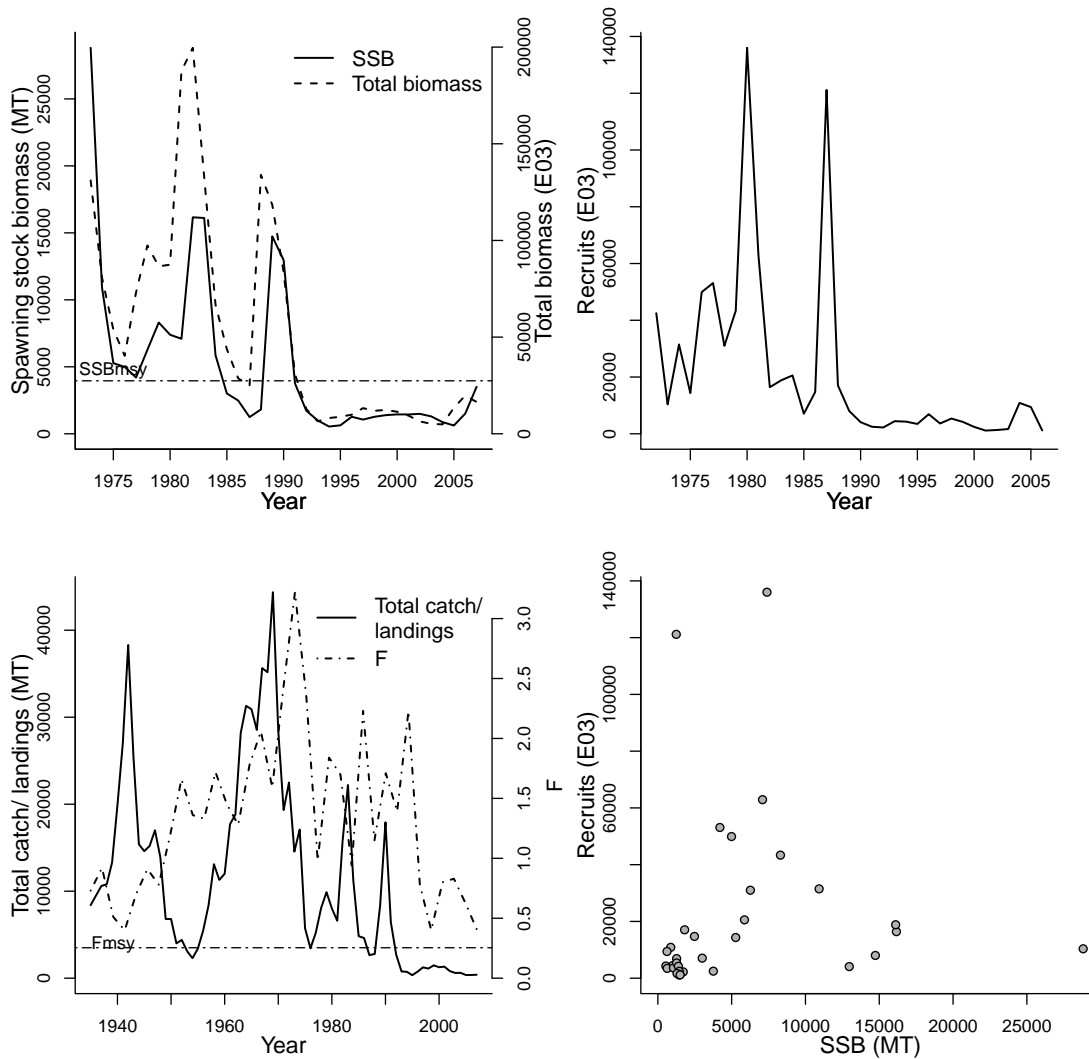 SSB
Total biomass
Spawning stock biomass (MT)
0 5000 10000 15000 20000 25000
SSBmsy
Total biomass (E03)
0 50000 100000 150000 200000
1975 1980 1985 1990 1995 2000 2005
Year
Recruits (E03)
0 20000 60000 100000 140000
1975 1980 1985 1990 1995 2000 2005
Year
Total catch/
landings
F
Total catch/ landings (MT)
0 10000 20000 30000 40000
Fmsy
F
0.0 0.5 1.0 1.5 2.0 2.5 3.0
1940 1960 1980 2000
Year
Recruits (E03)
0 20000 60000 100000 140000
0 5000 10000 15000 20000 25000
SSB (MT)